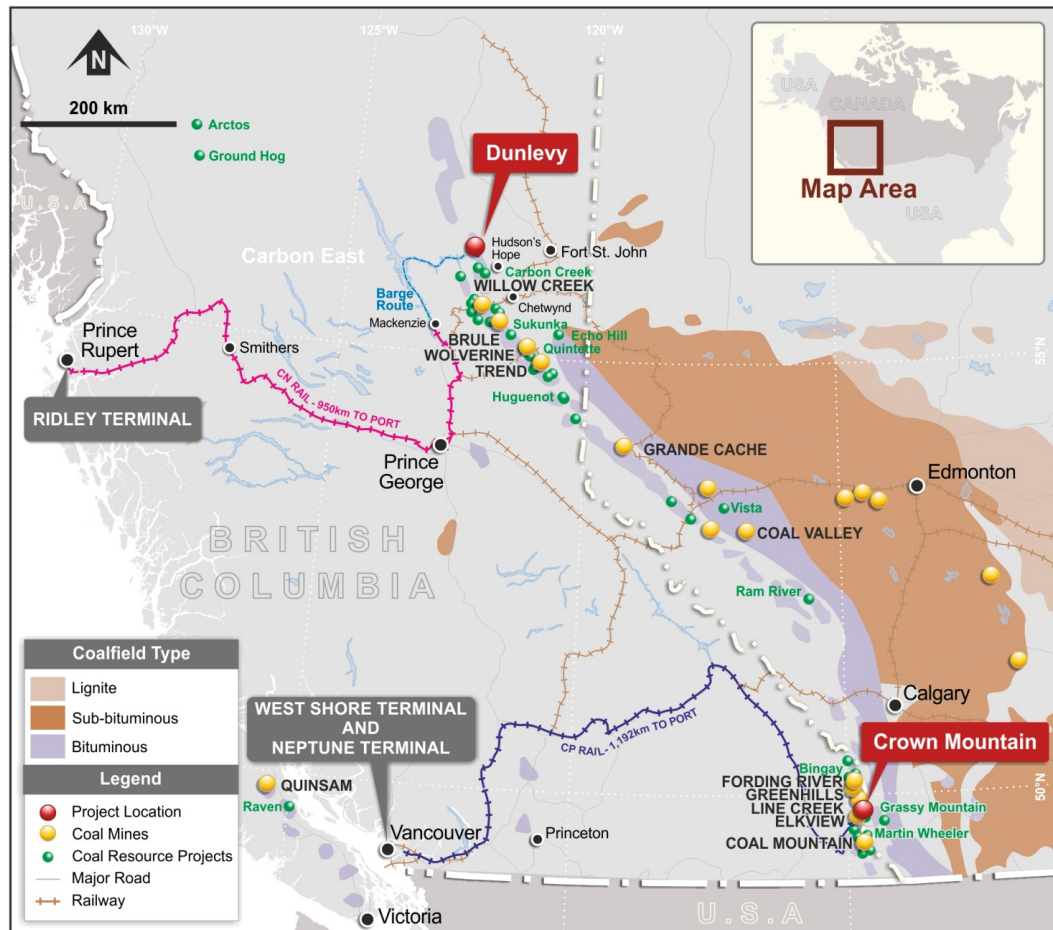 130°W
125°W
120°W
N
200 km
Arctos
Ground Hog
U.S.A
USA
CANADA
USA
Map Area
Dunlevy
Carbon East
Hudson's
Hope
Fort St. John
Carbon Creek
WILLOW CREEK
Barge
Route
Chetwynd
Mackenzie
Sukunka
Echo Hill
BRULE
WOLVERINE
Quintette
TREND
Huguenot
55°N
Prince
Rupert
Smithers
RIDLEY TERMINAL
CN RAIL - 950km TO PORT
Prince
George
GRANDE CACHE
Edmonton
Vista
COAL VALLEY
BRITISH
COLUMBIA
Ram River
Calgary
Coalfield Type
Lignite
Sub-bituminous
Bituminous
Legend
Project Location
Coal Mines
Coal Resource Projects
Major Road
Railway
WEST SHORE TERMINAL
AND
NEPTUNE TERMINAL
CP RAIL- 1,192km TO PORT
Crown Mountain
QUINSAM
Raven
Vancouver
Princeton
Victoria
Bingay
FORDING RIVER
GREENHILLS
LINE CREEK
ELKVIEW
COAL MOUNTAIN
Grassy Mountain
Martin Wheeler
50°N
U.S.A